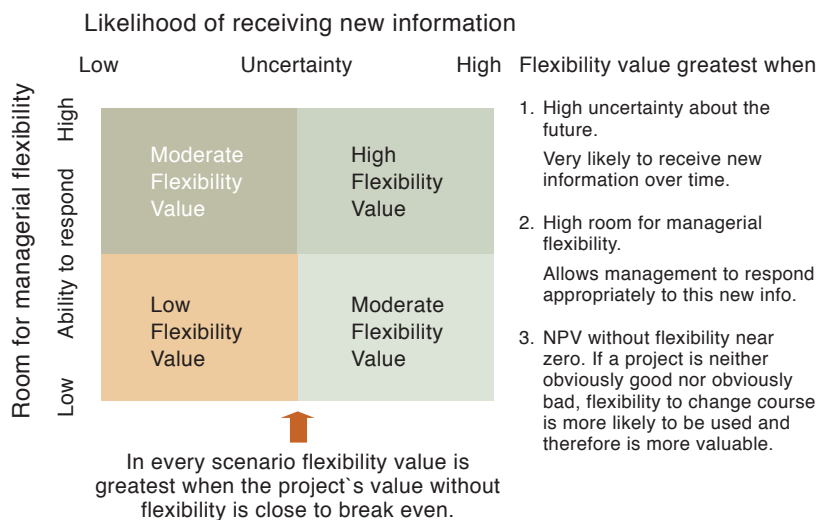 Likelihood of receiving new information
Low Uncertainty High
Room for managerial flexibility
Ability to respond
High
Low
Moderate
Flexibility
Value
High
Flexibility
Value
Low
Flexibility
Value
Moderate
Flexibility
Value
In every scenario flexibility value is
greatest when the project`s value without
flexibility is close to break even.
Flexibility value greatest when
1. High uncertainty about the
future.
Very likely to receive new
information over time.
2. High room for managerial
flexibility.
Allows management to respond
appropriately to this new info.
3. NPV without flexibility near
zero. If a project is neither
obviously good nor obviously
bad, flexibility to change course
is more likely to be used and
therefore is more valuable.